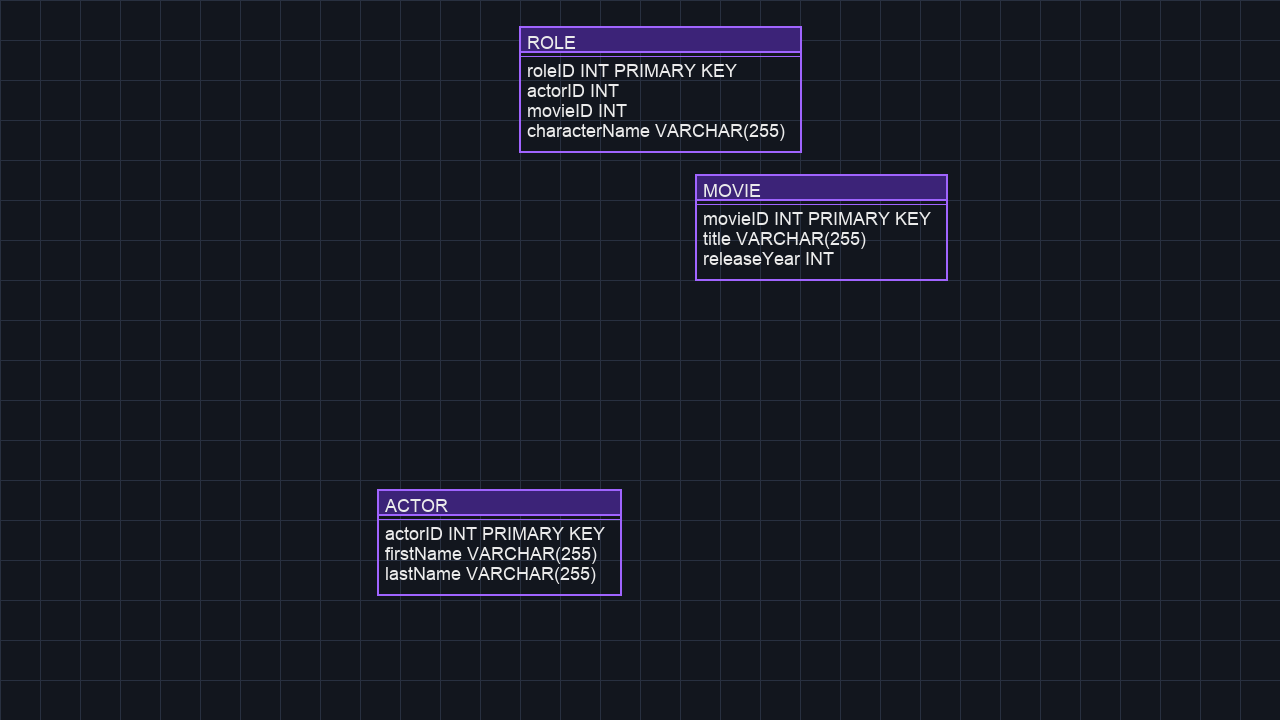 ROLE
roleID INT PRIMARY KEY
actorID INT
movieID INT
characterName VARCHAR(255)
MOVIE
movieID INT PRIMARY KEY
title VARCHAR(255)
releaseYear INT
ACTOR
actorID INT PRIMARY KEY
firstName VARCHAR(255)
lastName VARCHAR(255)